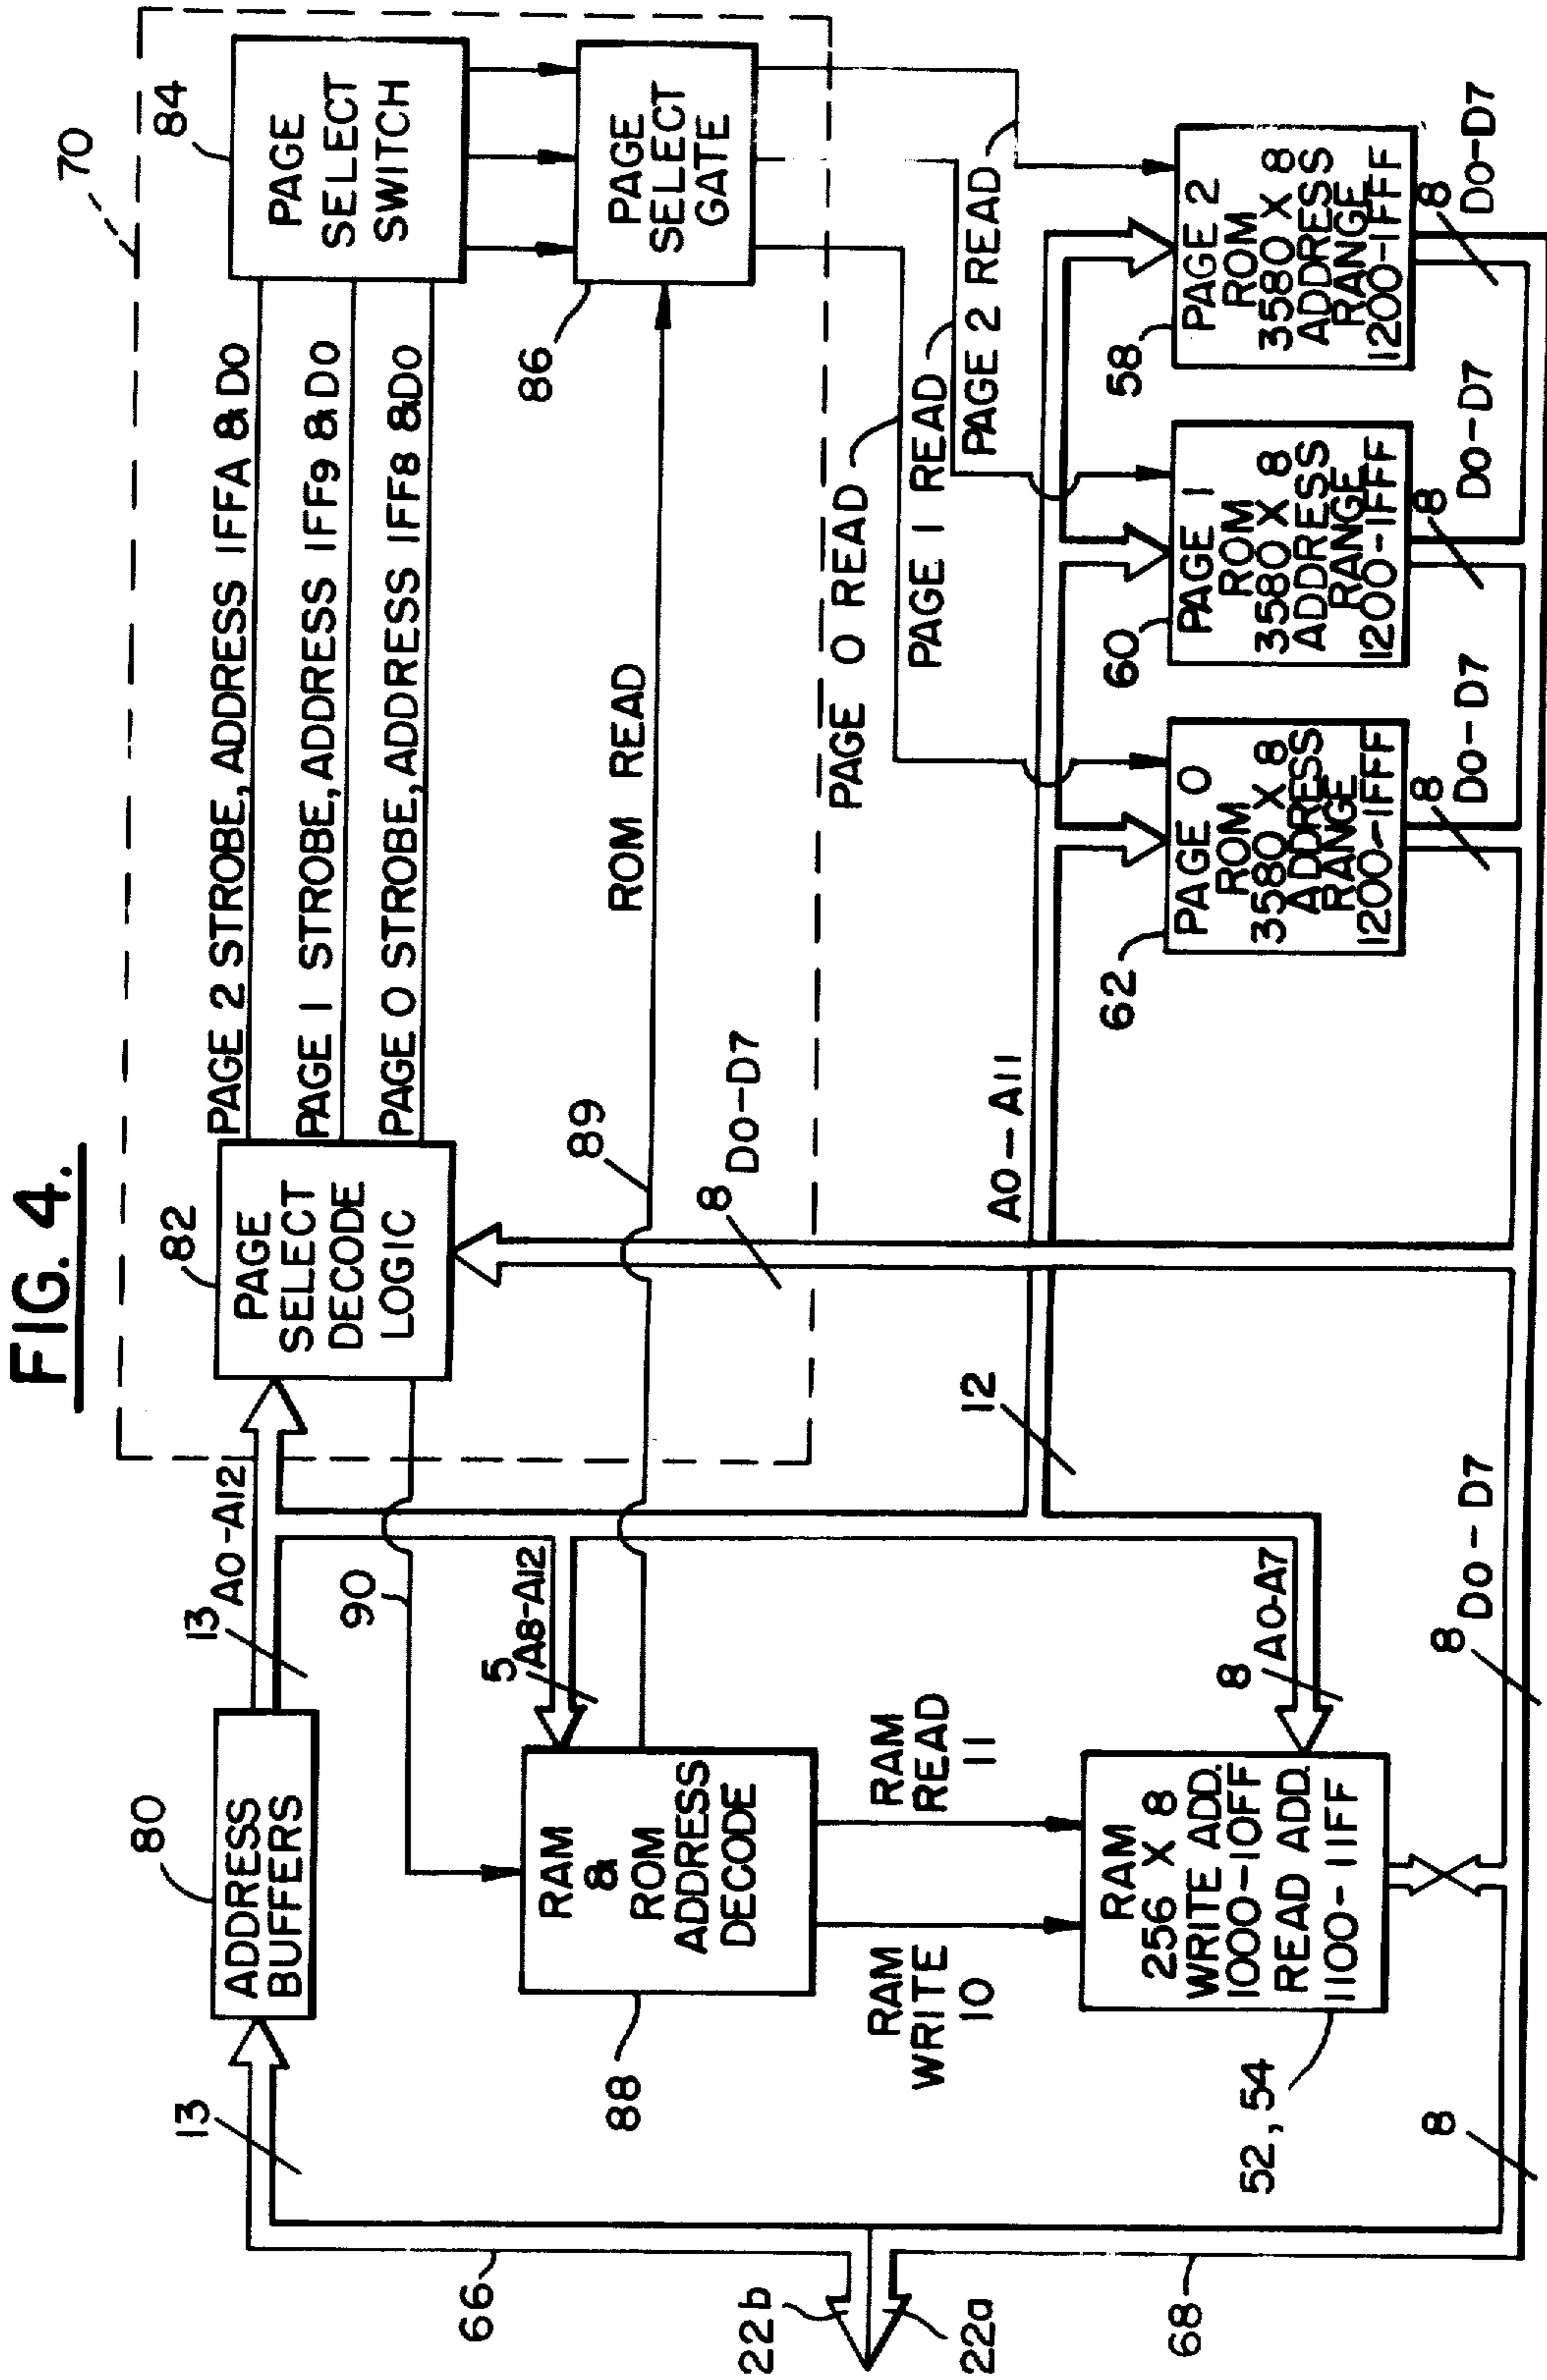 FIG. 4.
70
84
PAGE
SELECT
SWITCH
PAGE 2 STROBE, ADDRESS IFFA & D0
PAGE 1 STROBE, ADDRESS IFF9 & D0
PAGE 0 STROBE, ADDRESS IFF8 & D0
82
PAGE
SELECT
DECODE
LOGIC
86
PAGE
SELECT
GATE
ROM READ
89
8 D0-D7
80
ADDRESS
BUFFERS
13
13
A0-A12
90
5
A8-A12
RAM
&
ROM
ADDRESS
DECODE
88
RAM
WRITE
10
RAM
READ
11
8
A0-A7
RAM
256 X 8
WRITE ADD.
1000-10FF
READ ADD.
1100-11FF
52, 54
12
A0-A11
PAGE 0 READ
PAGE 1 READ
PAGE 2 READ
62
PAGE 0
ROM
3580 X 8
ADDRESS
RANGE
1200-1FFF
8
D0-D7
60
PAGE 1
ROM
3580 X 8
ADDRESS
RANGE
1200-1FFF
8
D0-D7
58
PAGE 2
ROM
3580 X 8
ADDRESS
RANGE
1200-1FFF
8
D0-D7
66
22b
22a
68
8
8
D0-D7